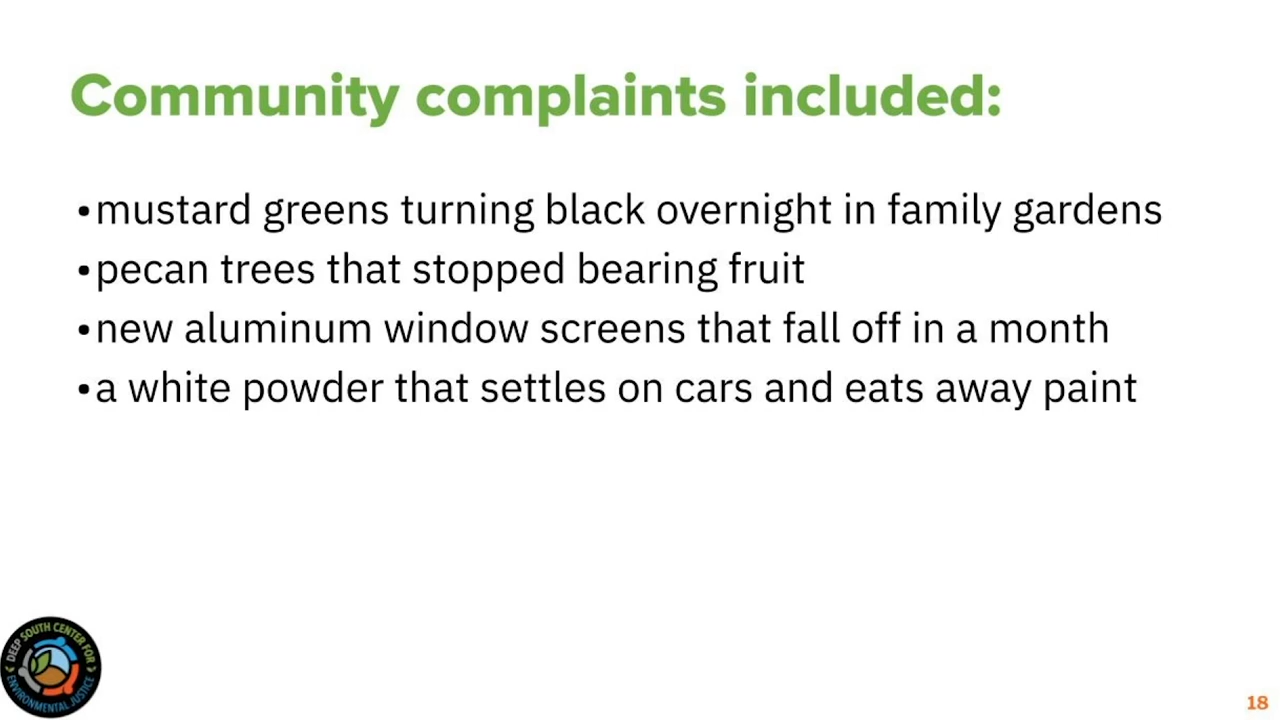 Community complaints included:
•mustard greens turning black overnight in family gardens
•pecan trees that stopped bearing fruit
•new aluminum window screens that fall off in a month
•a white powder that settles on cars and eats away paint
DEEP SOUTH CENTER FOR
ENVIRONMENTAL JUSTICE
18